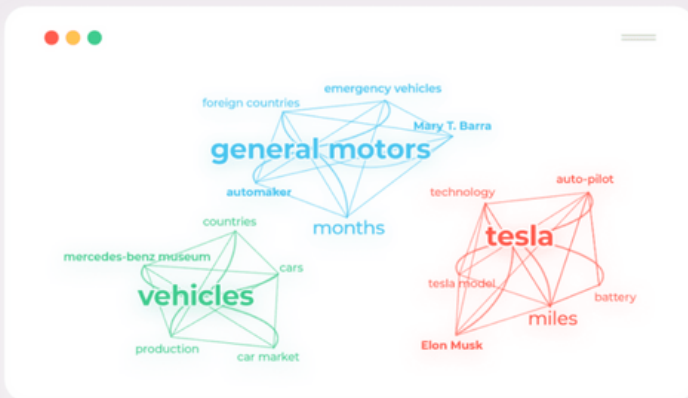 emergency vehicles
foreign countries
Mary T. Barra
general motors
automaker
months
auto-pilot
technology
tesla
tesla model
battery
miles
Elon Musk
countries
mercedes-benz museum
cars
vehicles
production
car market